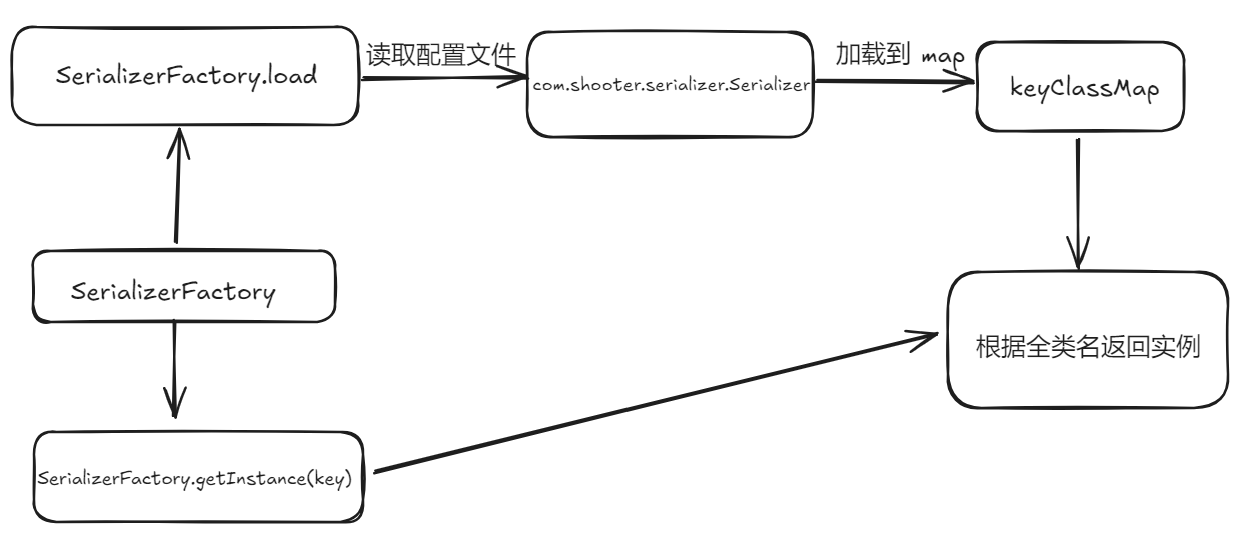 SerializerFactory.load
读取配置文件
com.shooter.serializer.Serializer
加载到 map
keyClassMap
SerializerFactory
根据全类名返回实例
SerializerFactory.getInstance(key)